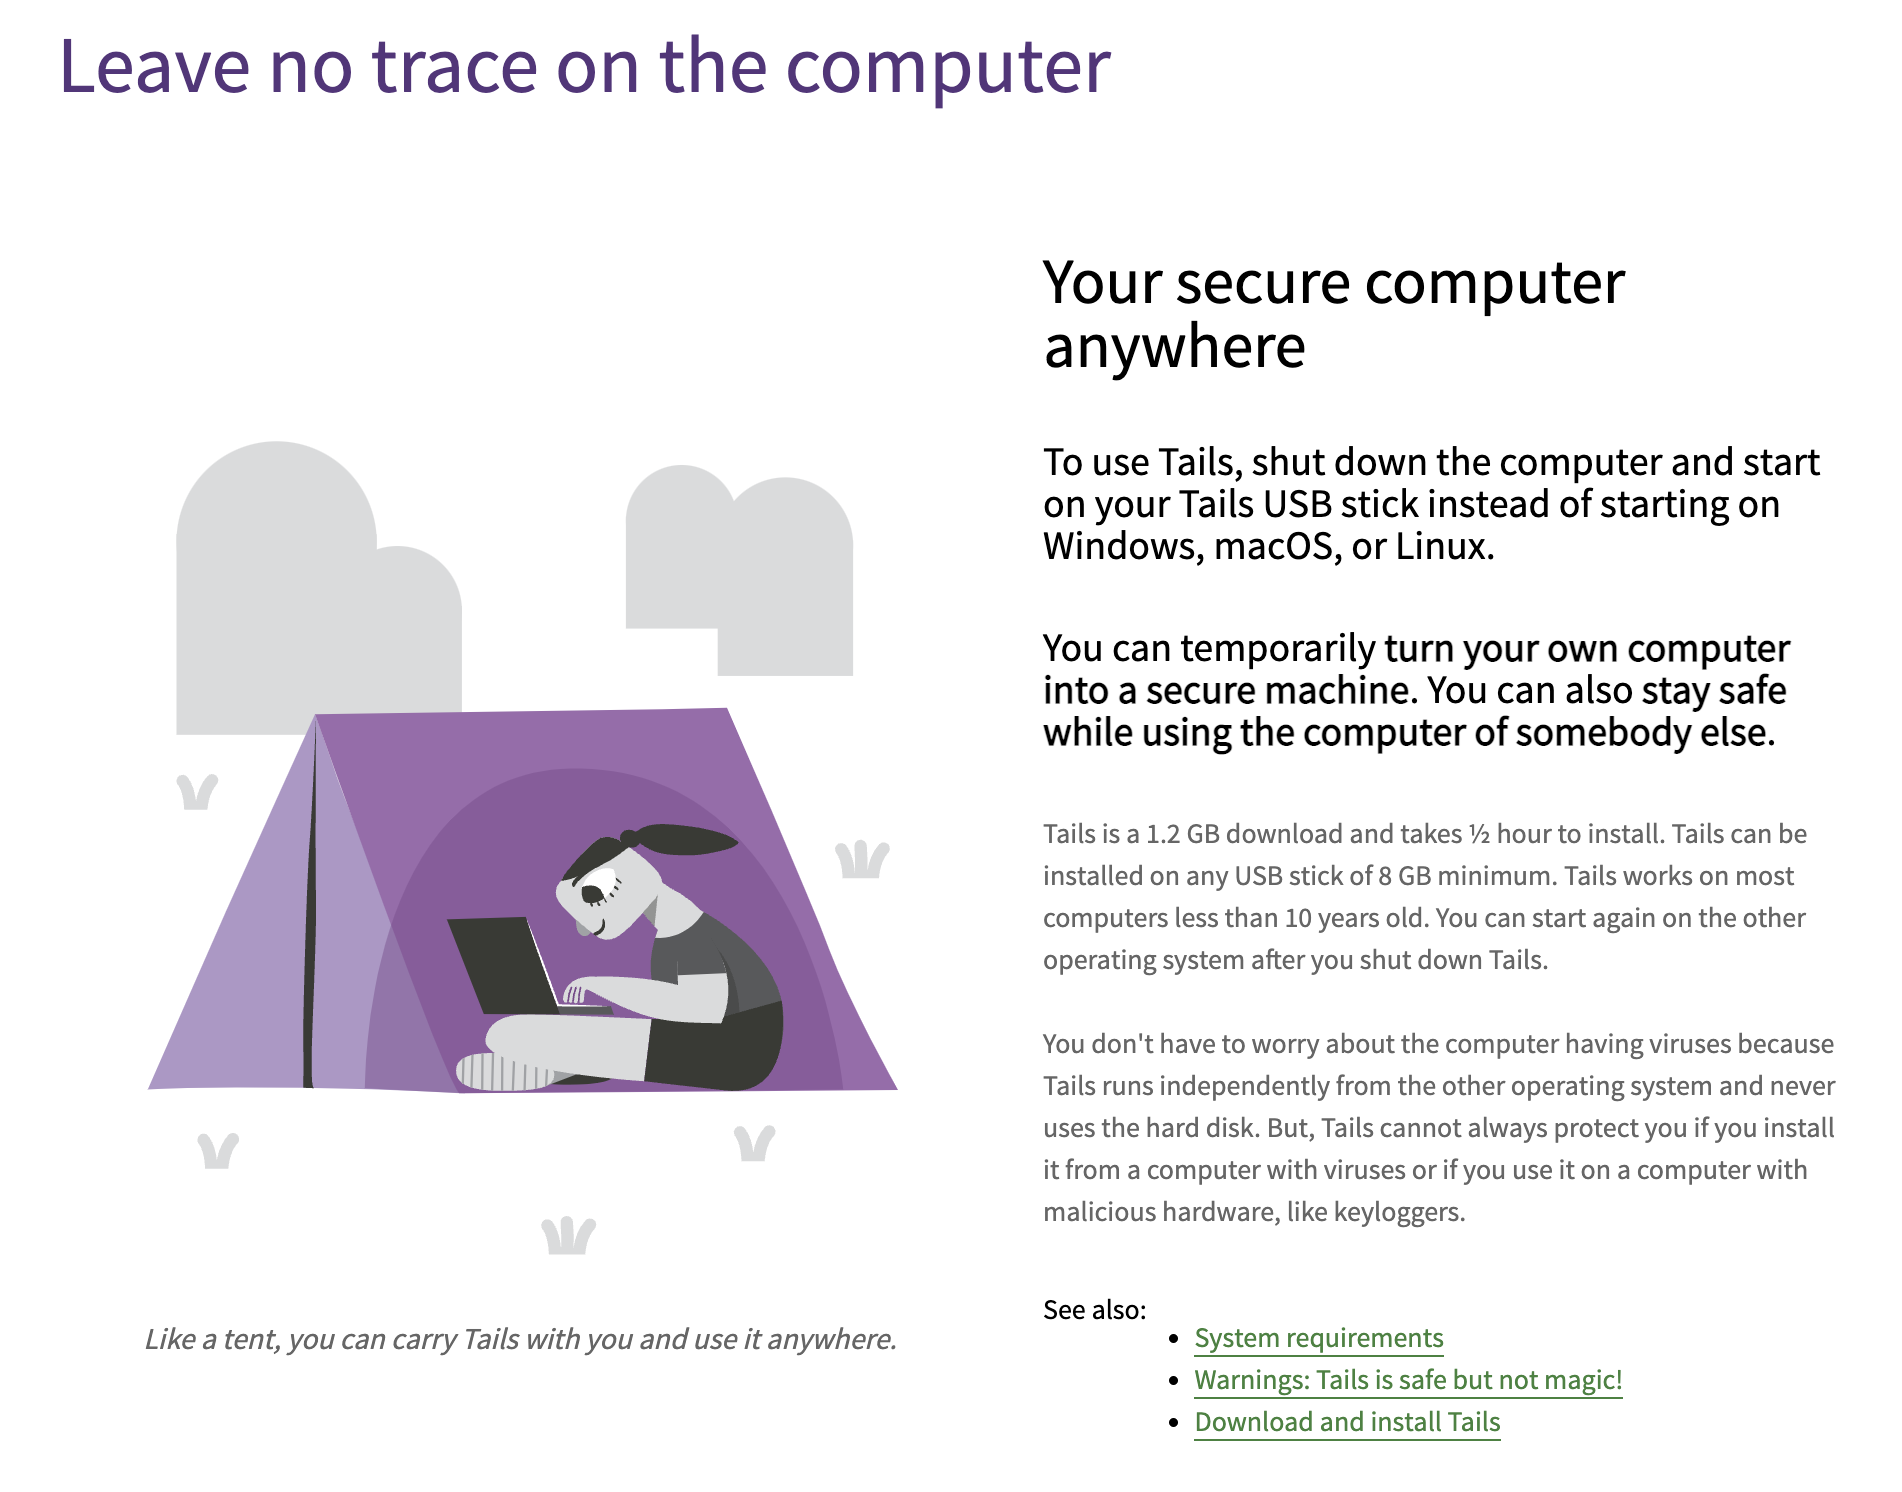 Leave no trace on the computer
Your secure computer
anywhere
To use Tails, shut down the computer and start
on your Tails USB stick instead of starting on
Windows, macOS, or Linux.
You can temporarily turn your own computer
into a secure machine. You can also stay safe
while using the computer of somebody else.
Tails is a 1.2 GB download and takes ½ hour to install. Tails can be
installed on any USB stick of 8 GB minimum. Tails works on most
computers less than 10 years old. You can start again on the other
operating system after you shut down Tails.
You don't have to worry about the computer having viruses because
Tails runs independently from the other operating system and never
uses the hard disk. But, Tails cannot always protect you if you install
it from a computer with viruses or if you use it on a computer with
malicious hardware, like keyloggers.
See also:
• System requirements
• Warnings: Tails is safe but not magic!
• Download and install Tails
Like a tent, you can carry Tails with you and use it anywhere.